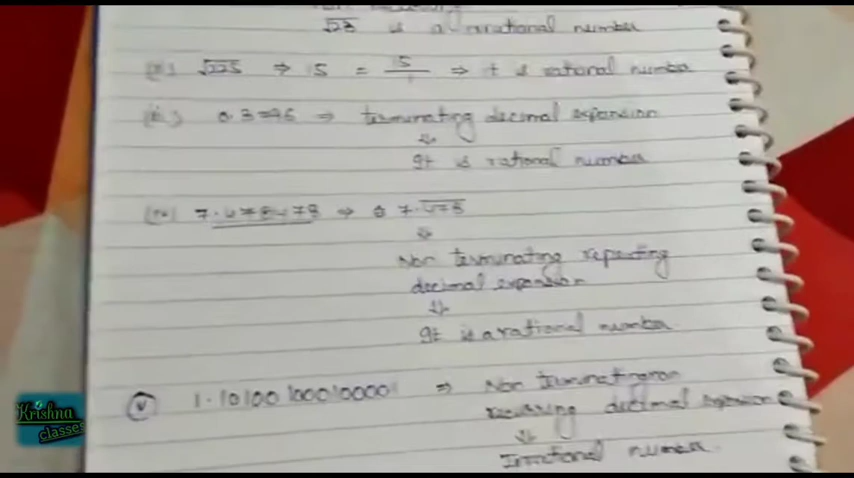 √23 is a irrational number
(ii) √225 ⇒ 15 = 15/1 ⇒ it is rational number
(iii) 0.3796 ⇒ terminating decimal expansion
⇓
It is rational number
(iv) 7.478478 ⇒ 7.478
⇓
Non terminating repeating
decimal expansion
⇓
It is a rational number
(v) 1.101001000100001 ⇒ Non terminating non
recurring decimal expansion
⇓
Irrational number.
Krishna
classes